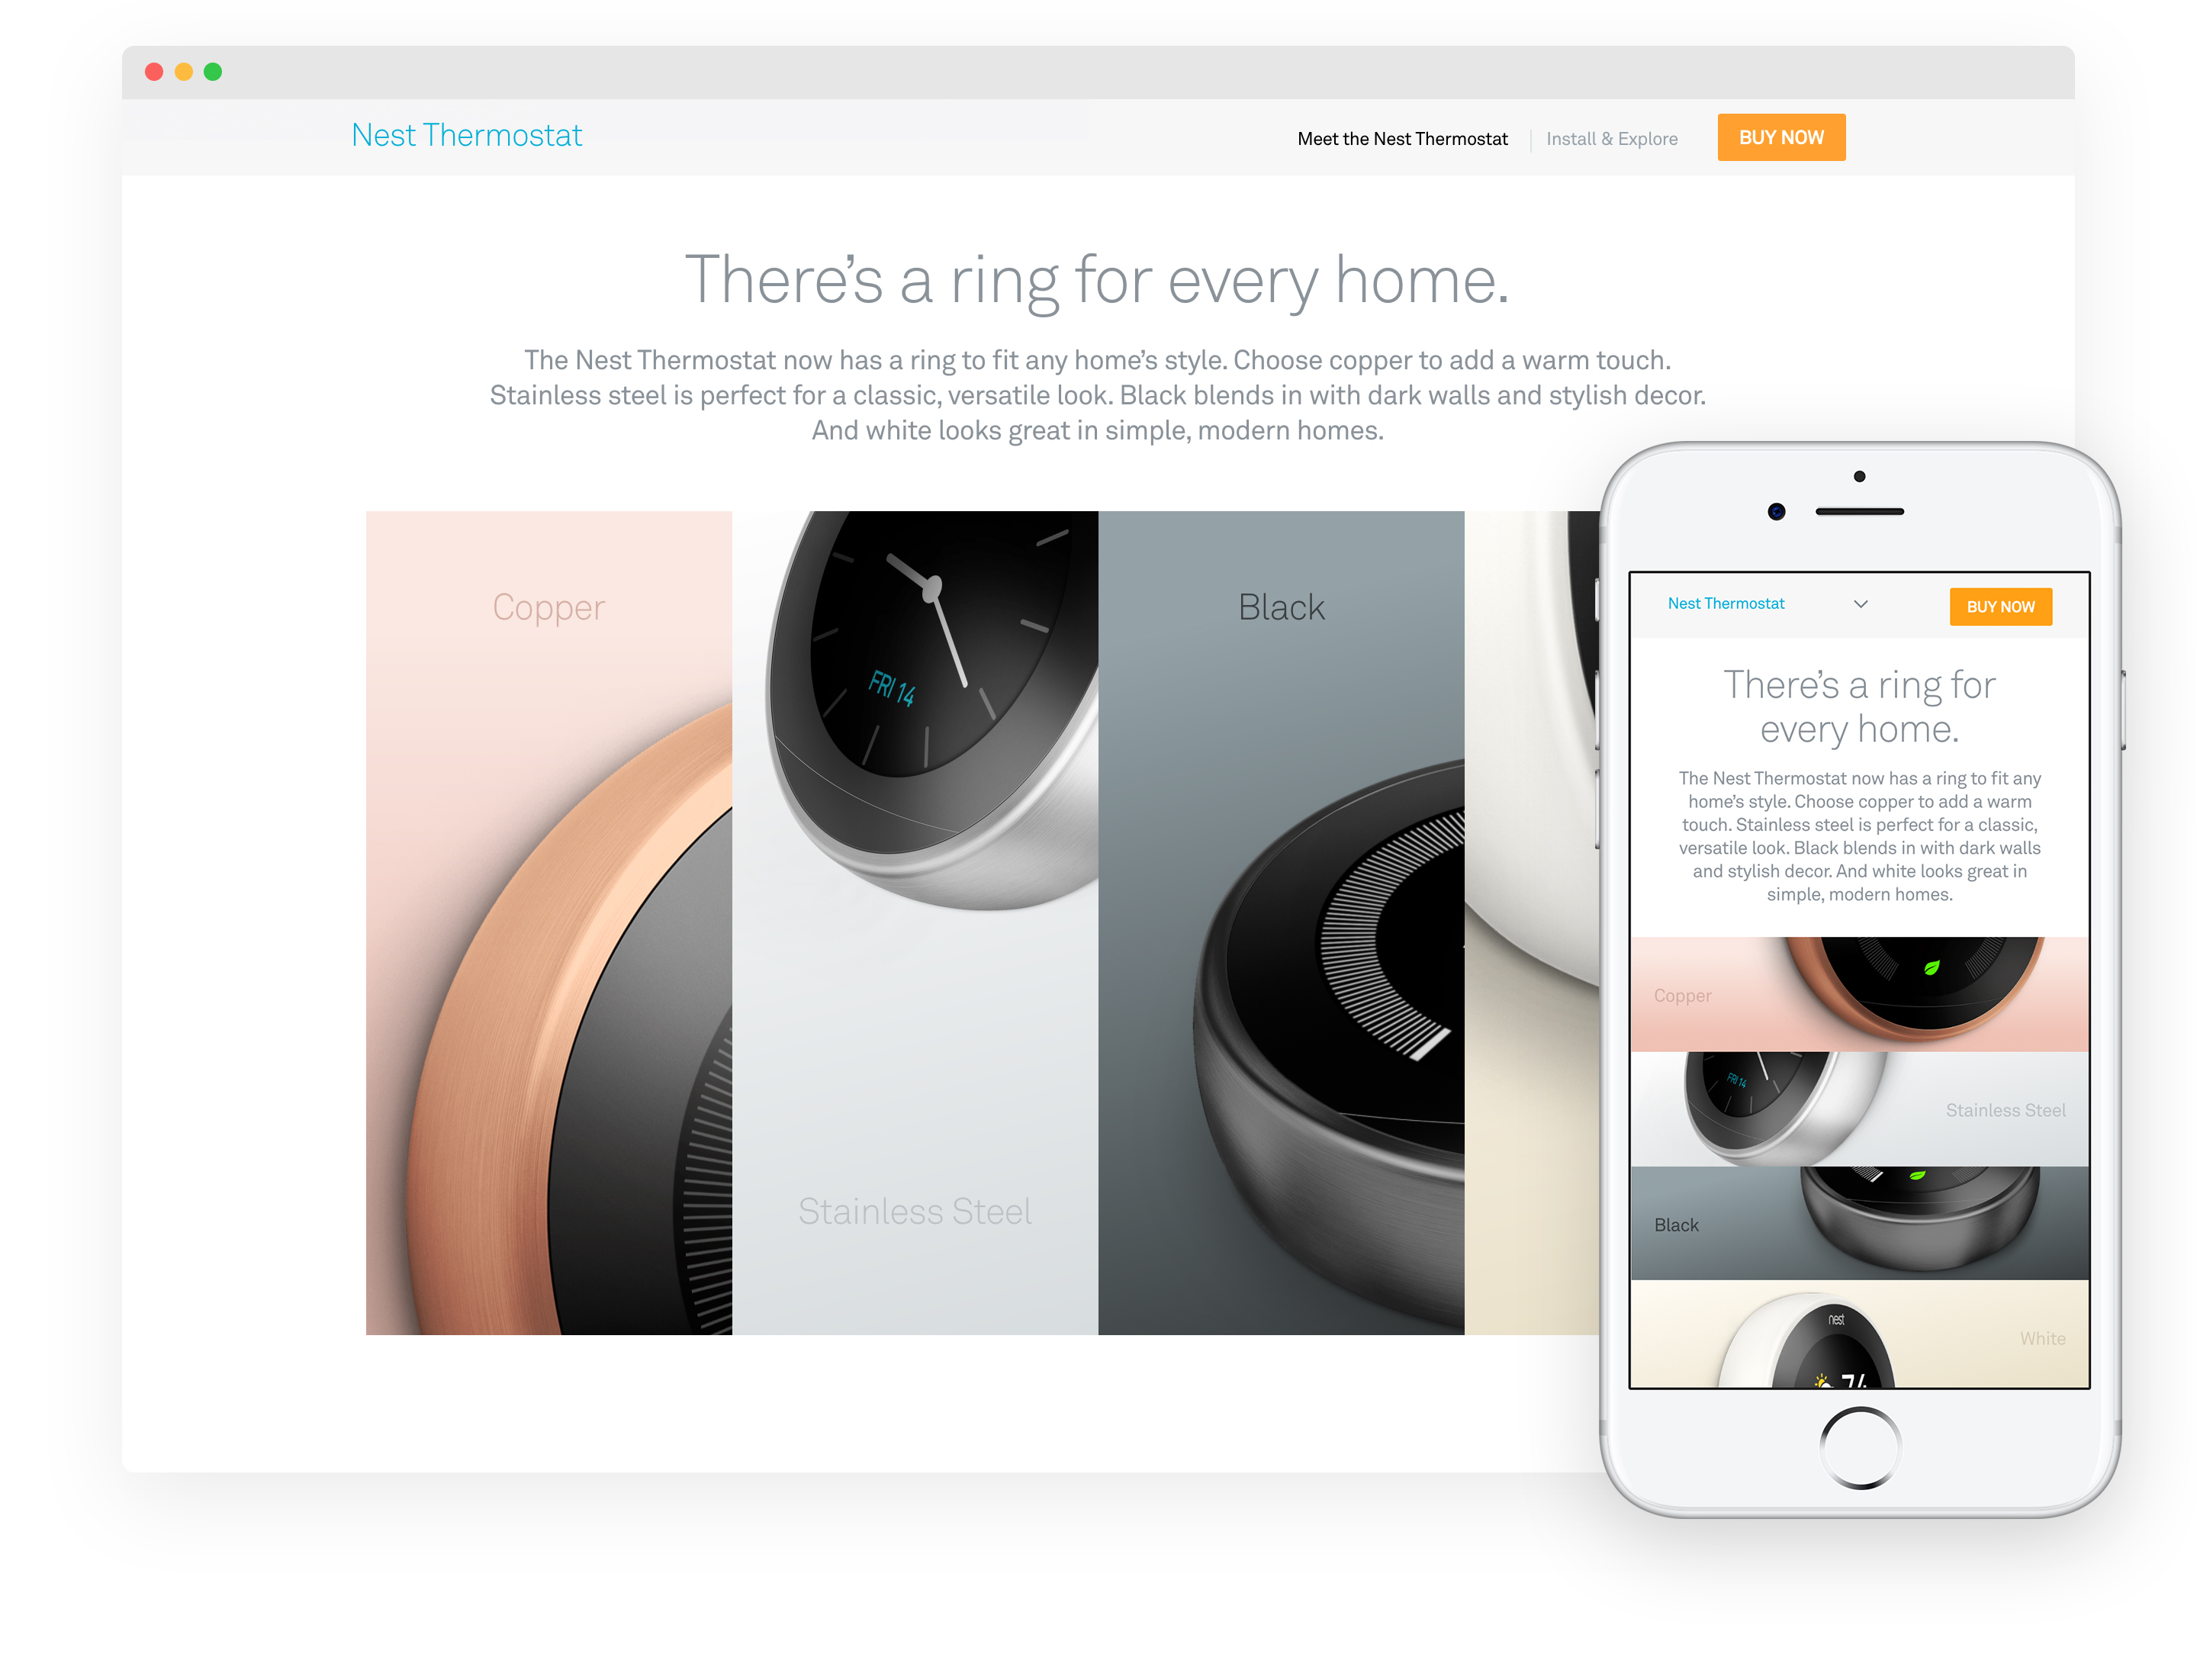 Nest Thermostat
Meet the Nest Thermostat
Install & Explore
BUY NOW
There's a ring for every home.
The Nest Thermostat now has a ring to fit any home's style. Choose copper to add a warm touch.
Stainless steel is perfect for a classic, versatile look. Black blends in with dark walls and stylish decor.
And white looks great in simple, modern homes.
Copper
FRI 14
Stainless Steel
Black
Nest Thermostat
BUY NOW
There's a ring for
every home.
The Nest Thermostat now has a ring to fit any
home's style. Choose copper to add a warm
touch. Stainless steel is perfect for a classic,
versatile look. Black blends in with dark walls
and stylish decor. And white looks great in
simple, modern homes.
Copper
FRI 14
Stainless Steel
Black
nest
74
White